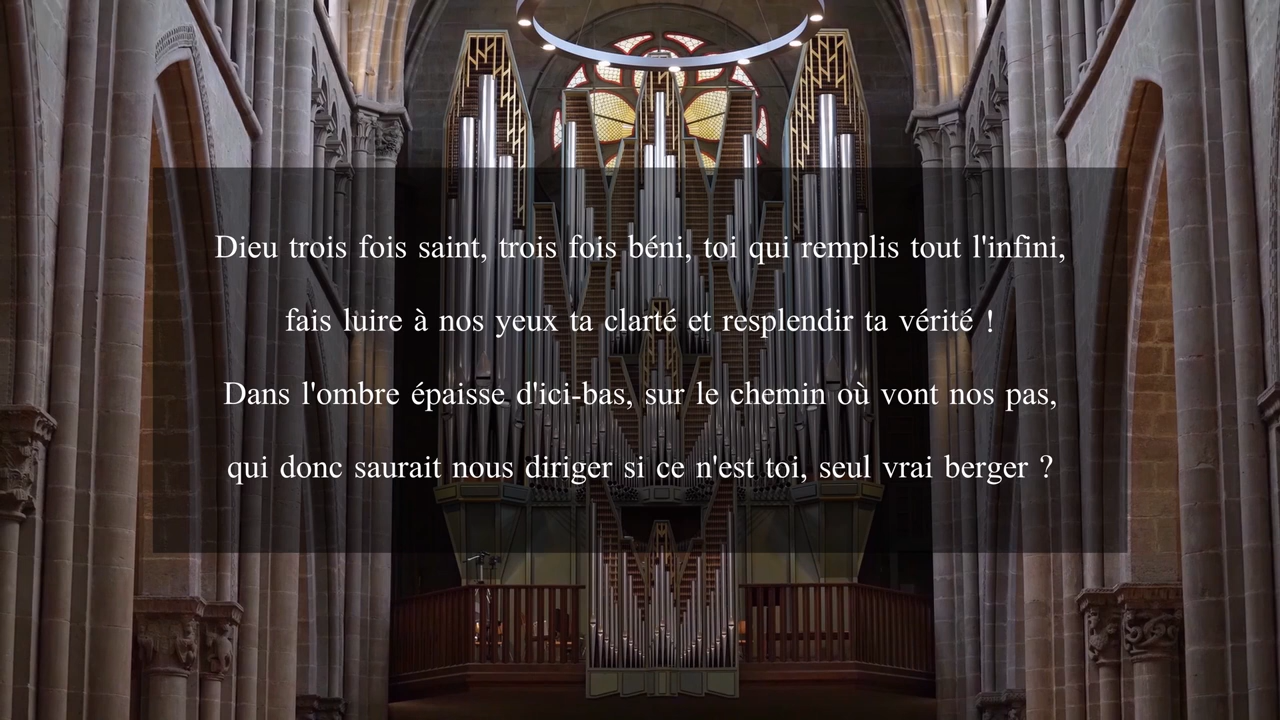 Dieu trois fois saint, trois fois béni, toi qui remplis tout l'infini,
fais luire à nos yeux ta clarté et resplendir ta vérité !
Dans l'ombre épaisse d'ici-bas, sur le chemin où vont nos pas,
qui donc saurait nous diriger si ce n'est toi, seul vrai berger ?